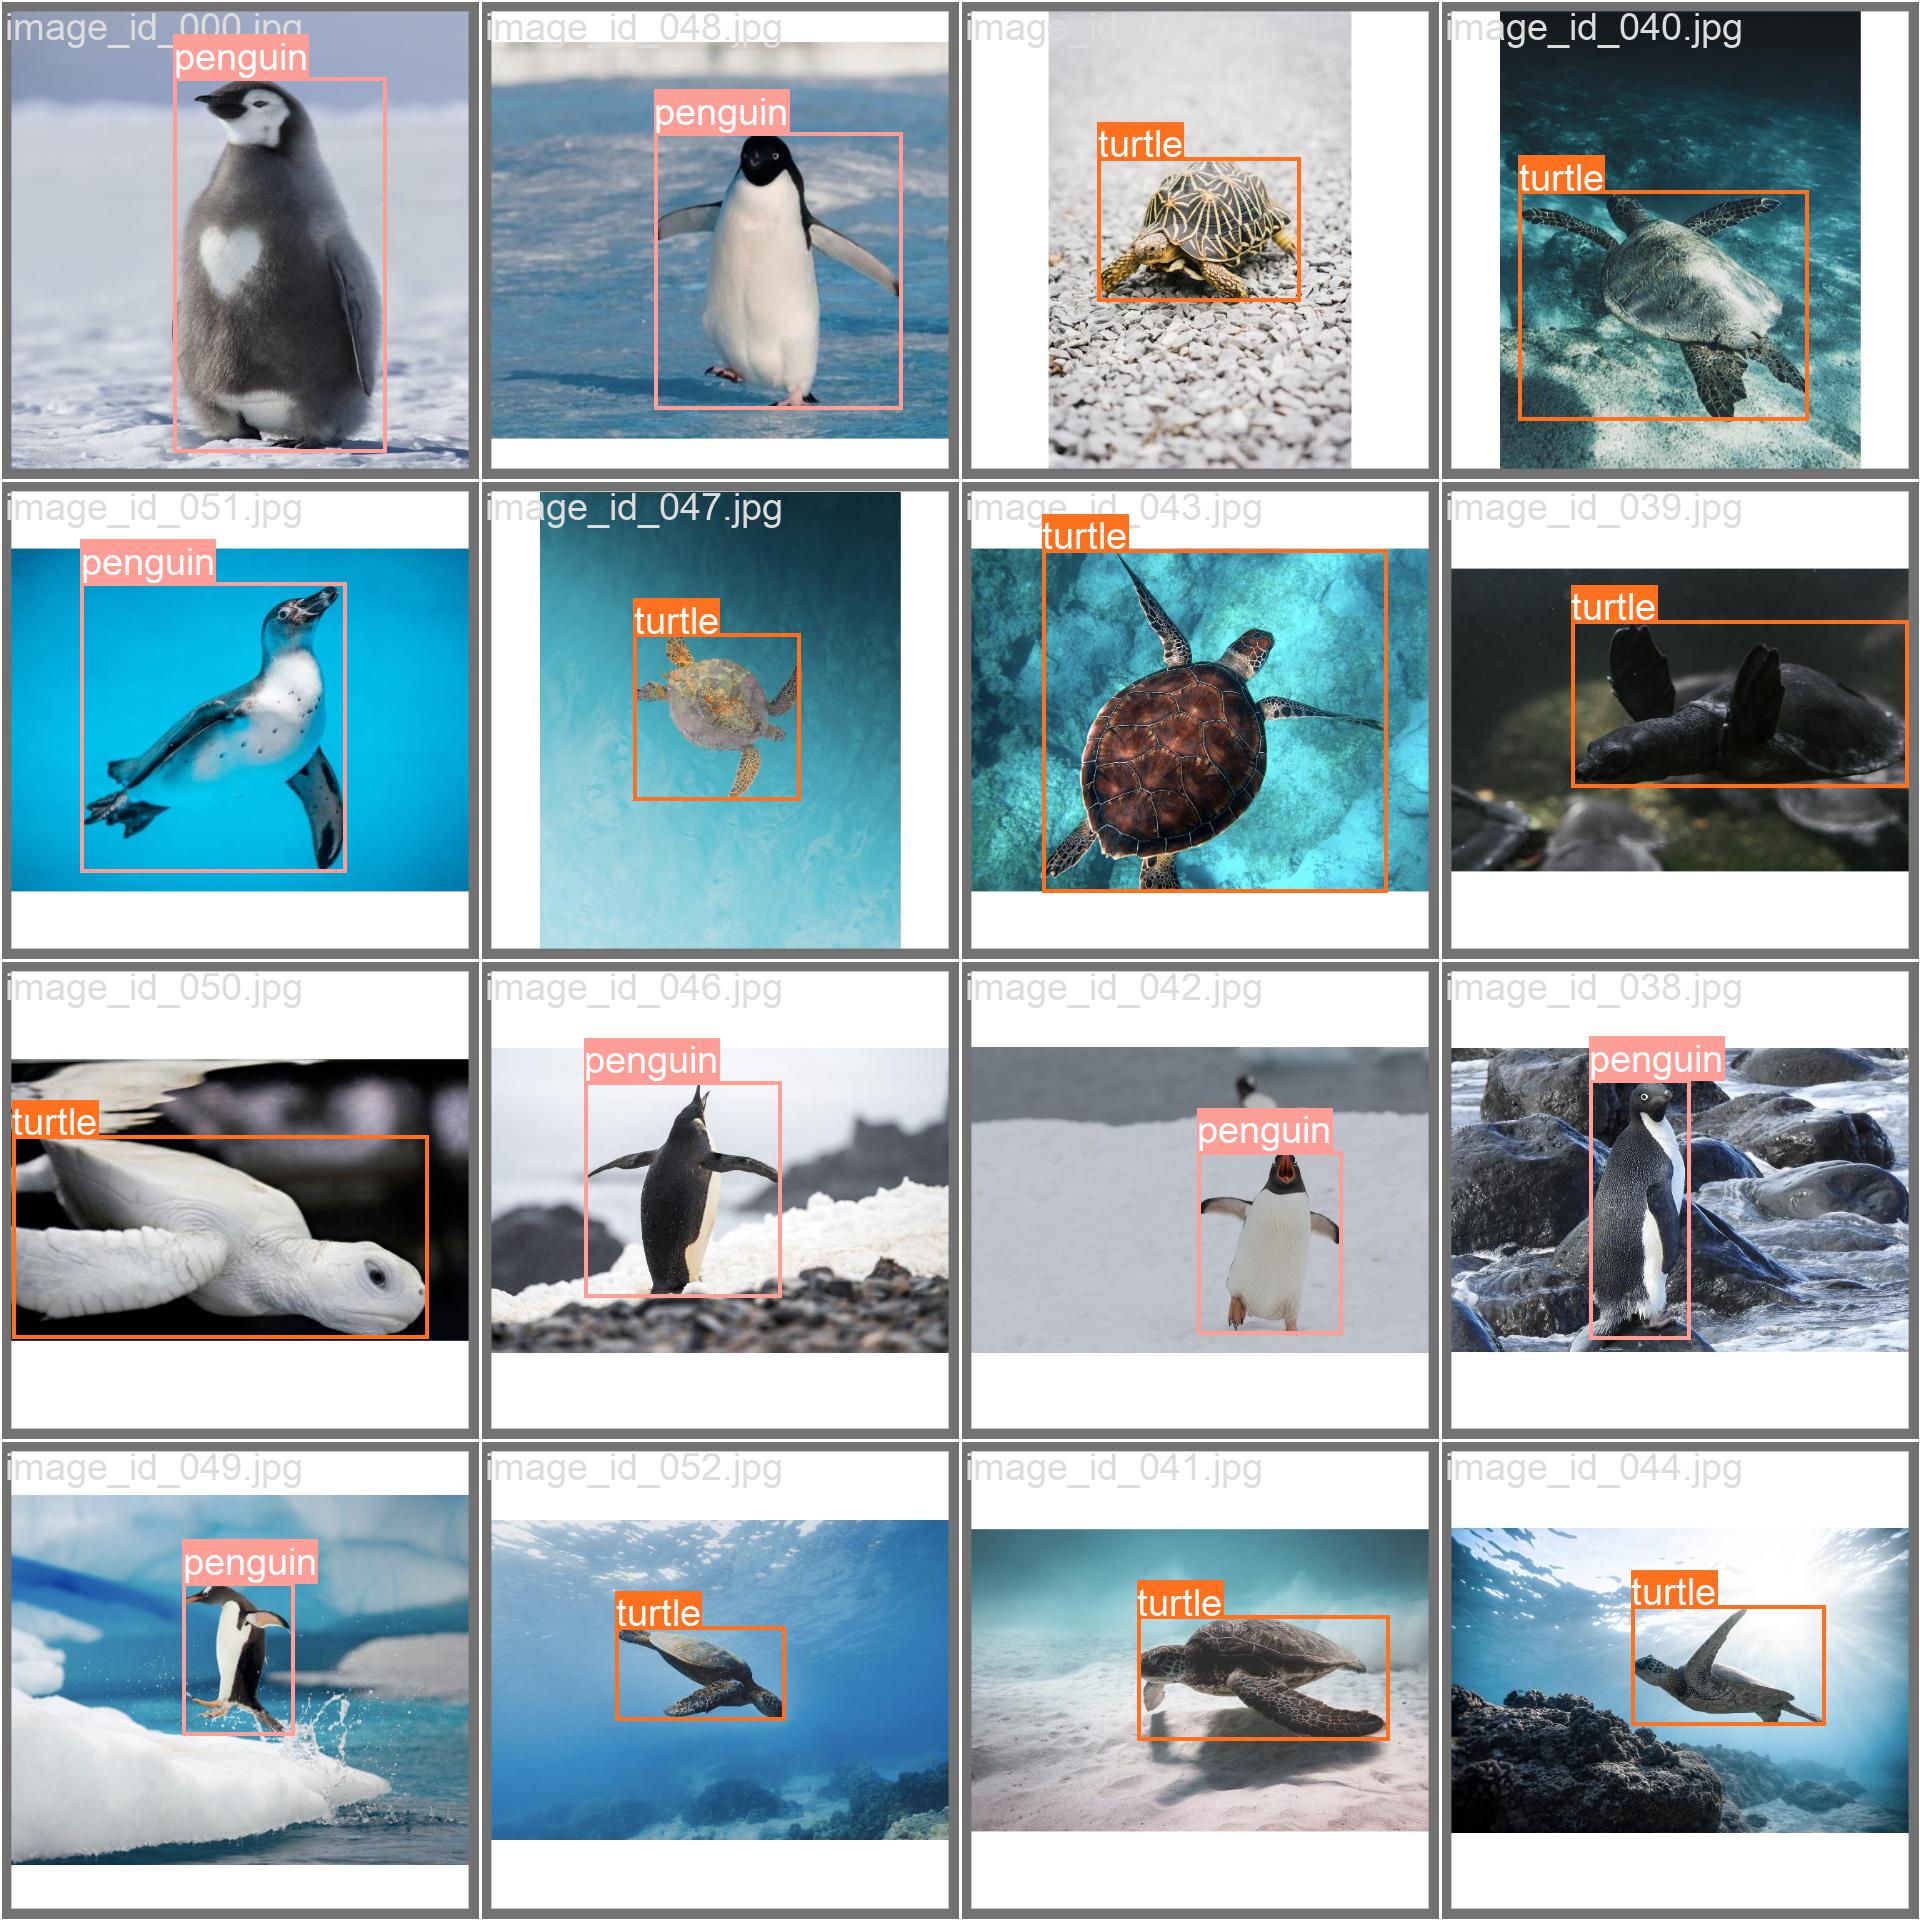 image_id_000.jpg
penguin
image_id_048.jpg
penguin
turtle
image_id_040.jpg
turtle
image_id_051.jpg
penguin
image_id_047.jpg
turtle
image_id_043.jpg
turtle
image_id_039.jpg
turtle
image_id_050.jpg
turtle
image_id_046.jpg
penguin
image_id_042.jpg
penguin
image_id_038.jpg
penguin
image_id_049.jpg
penguin
image_id_052.jpg
turtle
image_id_041.jpg
turtle
image_id_044.jpg
turtle